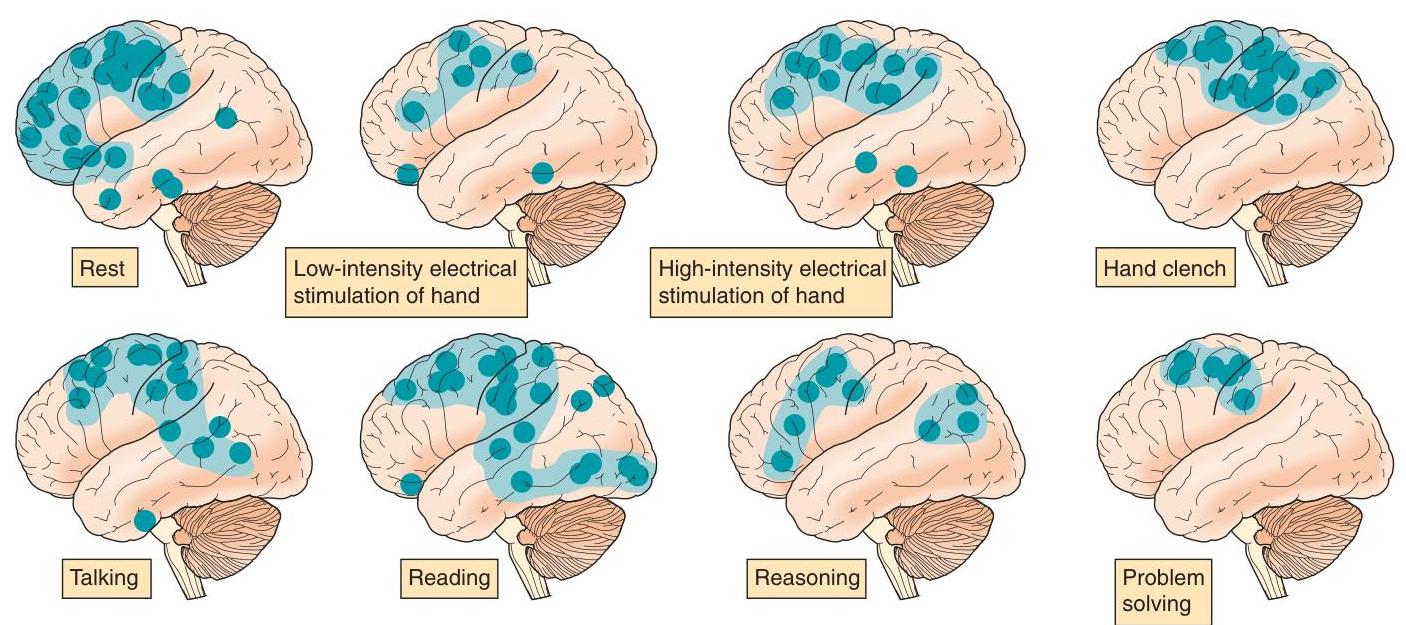 Rest
Low-intensity electrical
stimulation of hand
High-intensity electrical
stimulation of hand
Hand clench
Talking
Reading
Reasoning
Problem
solving